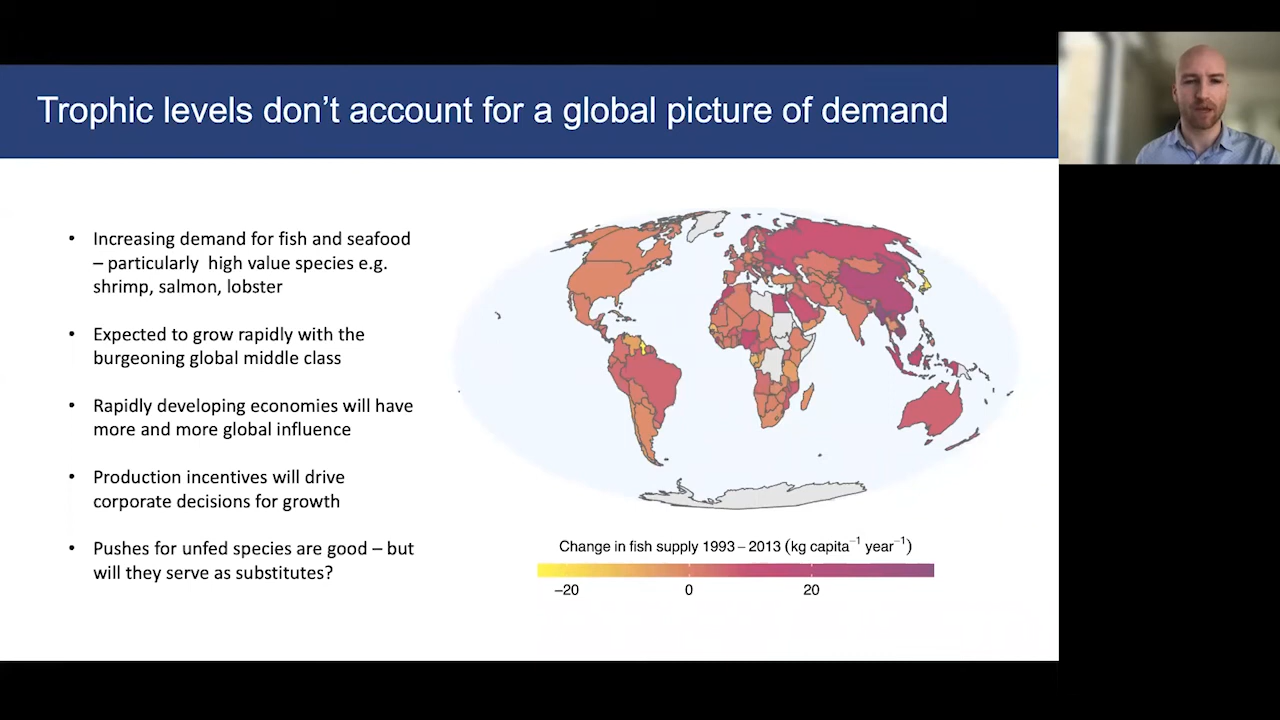 Trophic levels don’t account for a global picture of demand
• Increasing demand for fish and seafood
– particularly high value species e.g.
shrimp, salmon, lobster
• Expected to grow rapidly with the
burgeoning global middle class
• Rapidly developing economies will have
more and more global influence
• Production incentives will drive
corporate decisions for growth
• Pushes for unfed species are good – but
will they serve as substitutes?
Change in fish supply 1993 – 2013 (kg capita⁻¹ year⁻¹)
–20 0 20